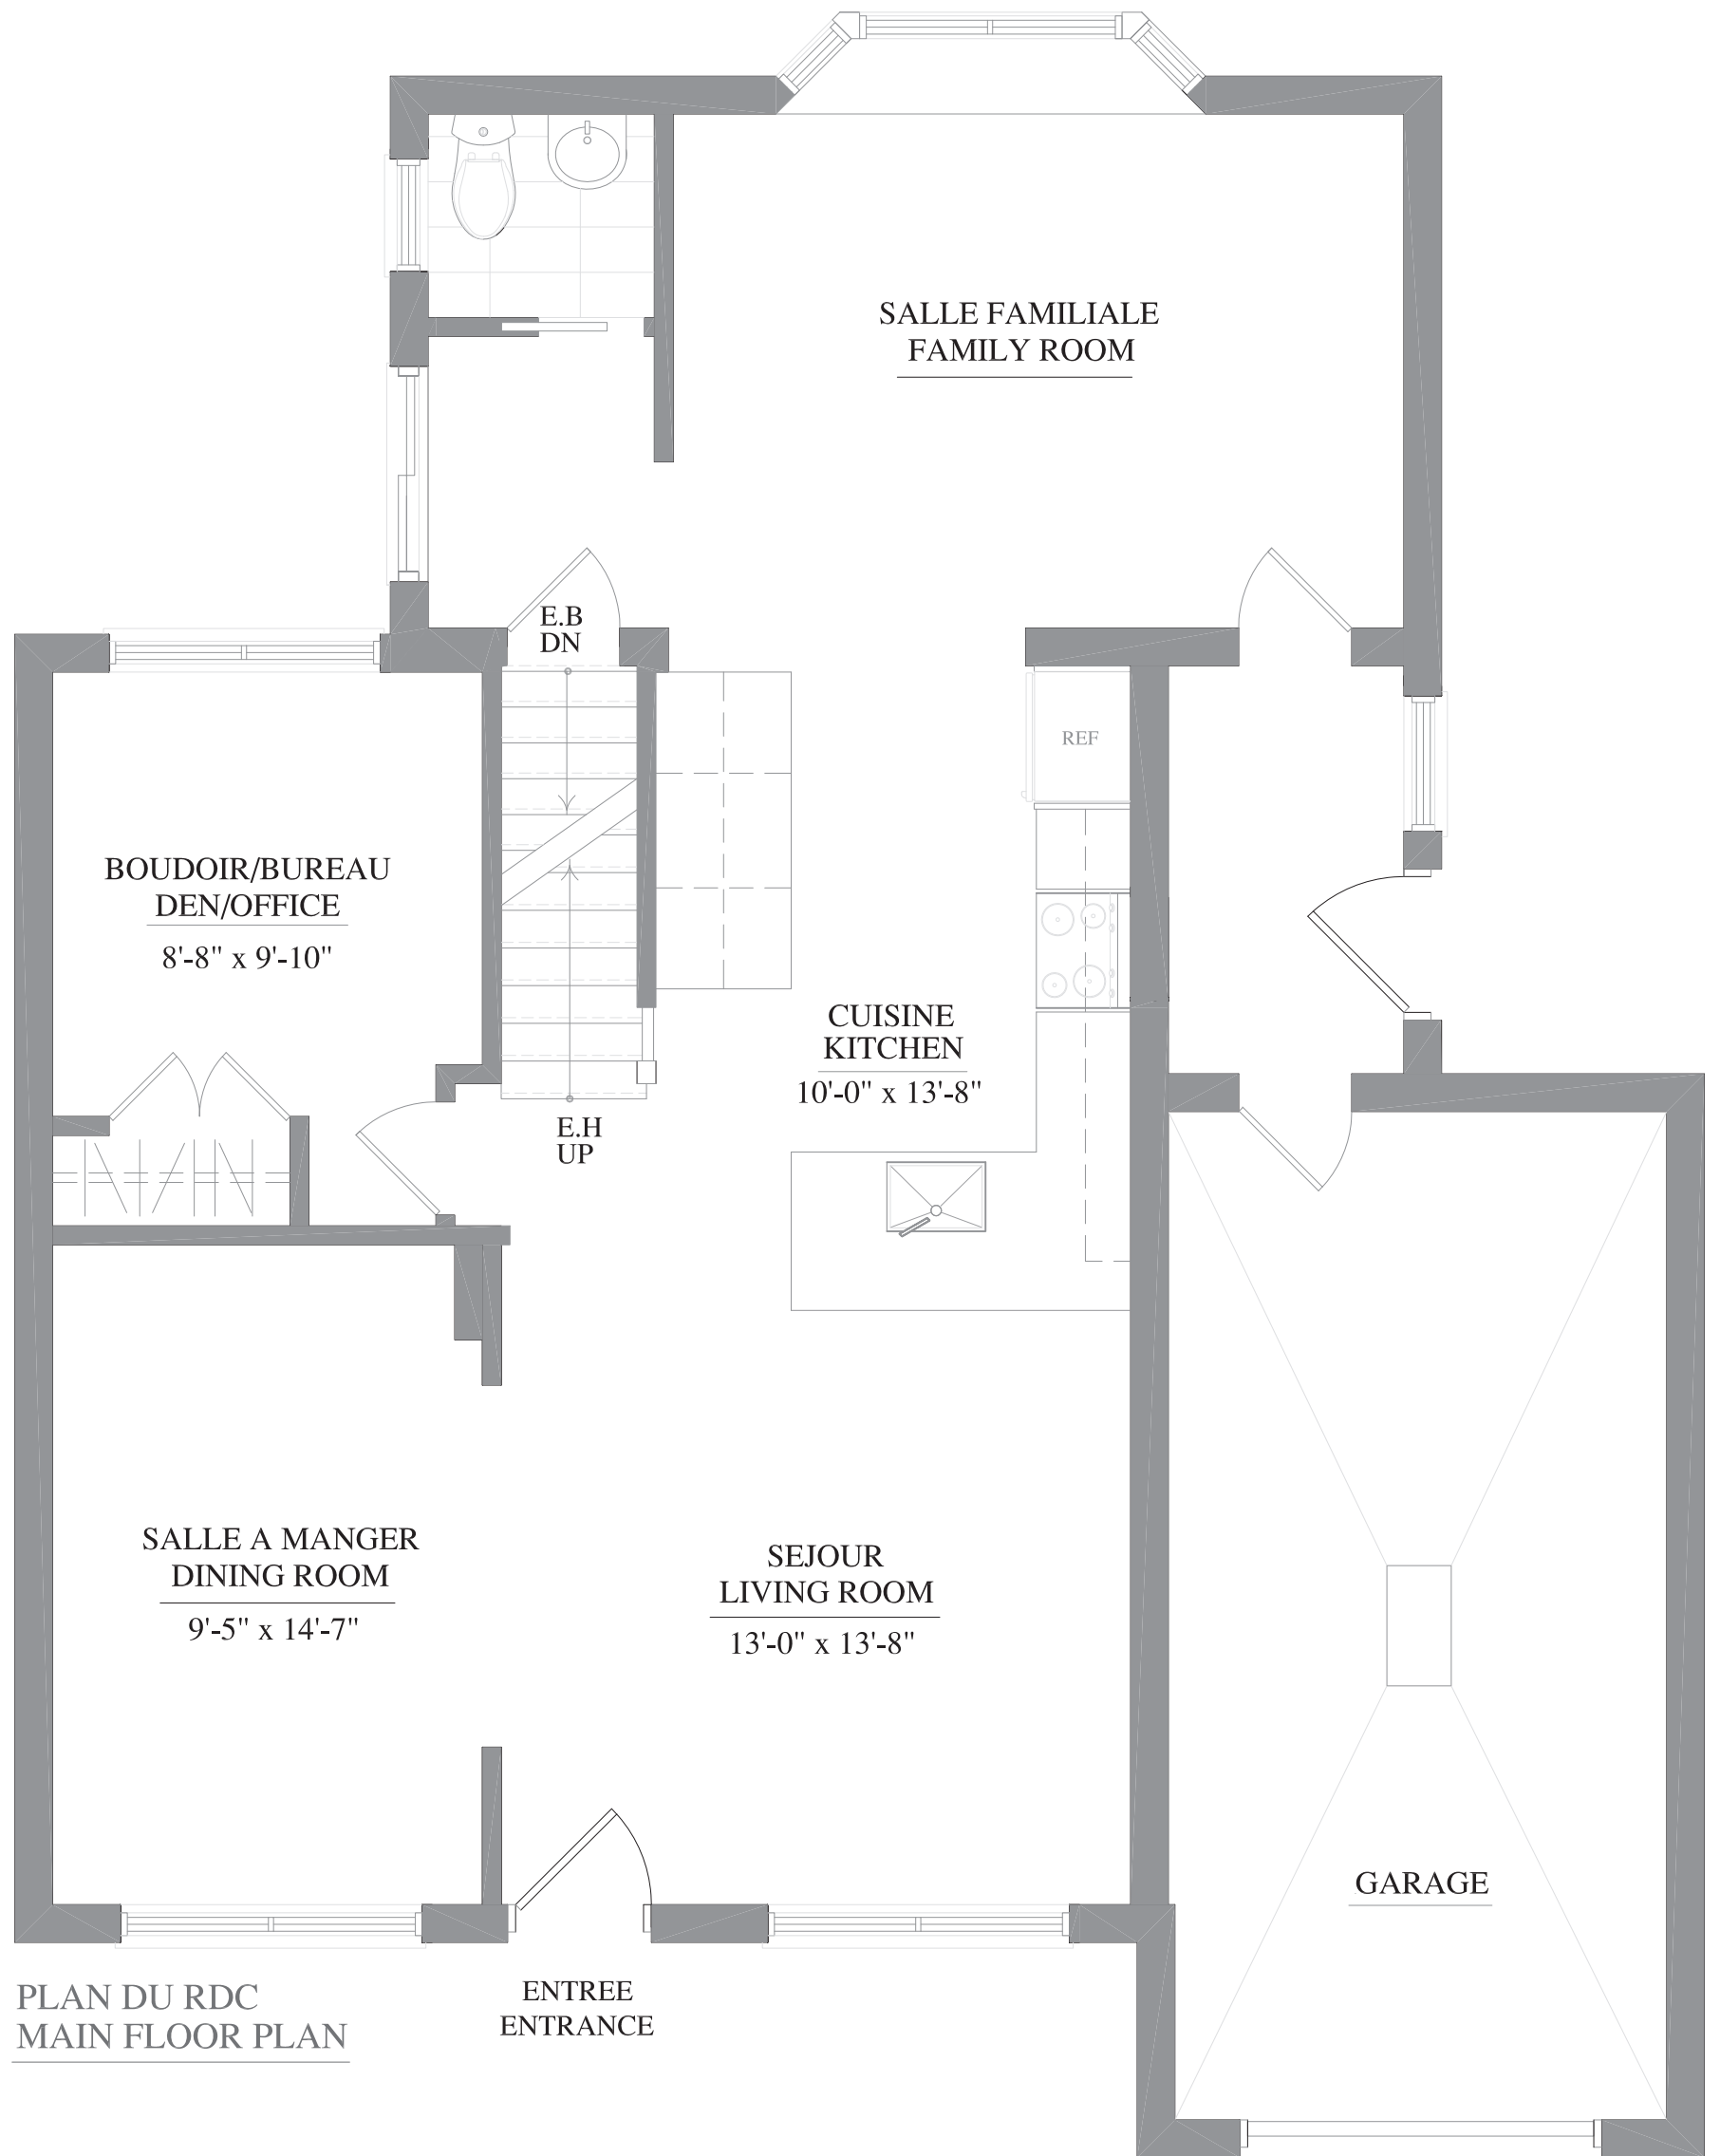 SALLE FAMILIALE
FAMILY ROOM
E.B
DN
REF
BOUDOIR/BUREAU
DEN/OFFICE
8'-8" x 9'-10"
CUISINE
KITCHEN
10'-0" x 13'-8"
E.H
UP
SALLE A MANGER
DINING ROOM
9'-5" x 14'-7"
SEJOUR
LIVING ROOM
13'-0" x 13'-8"
GARAGE
ENTREE
ENTRANCE
PLAN DU RDC
MAIN FLOOR PLAN